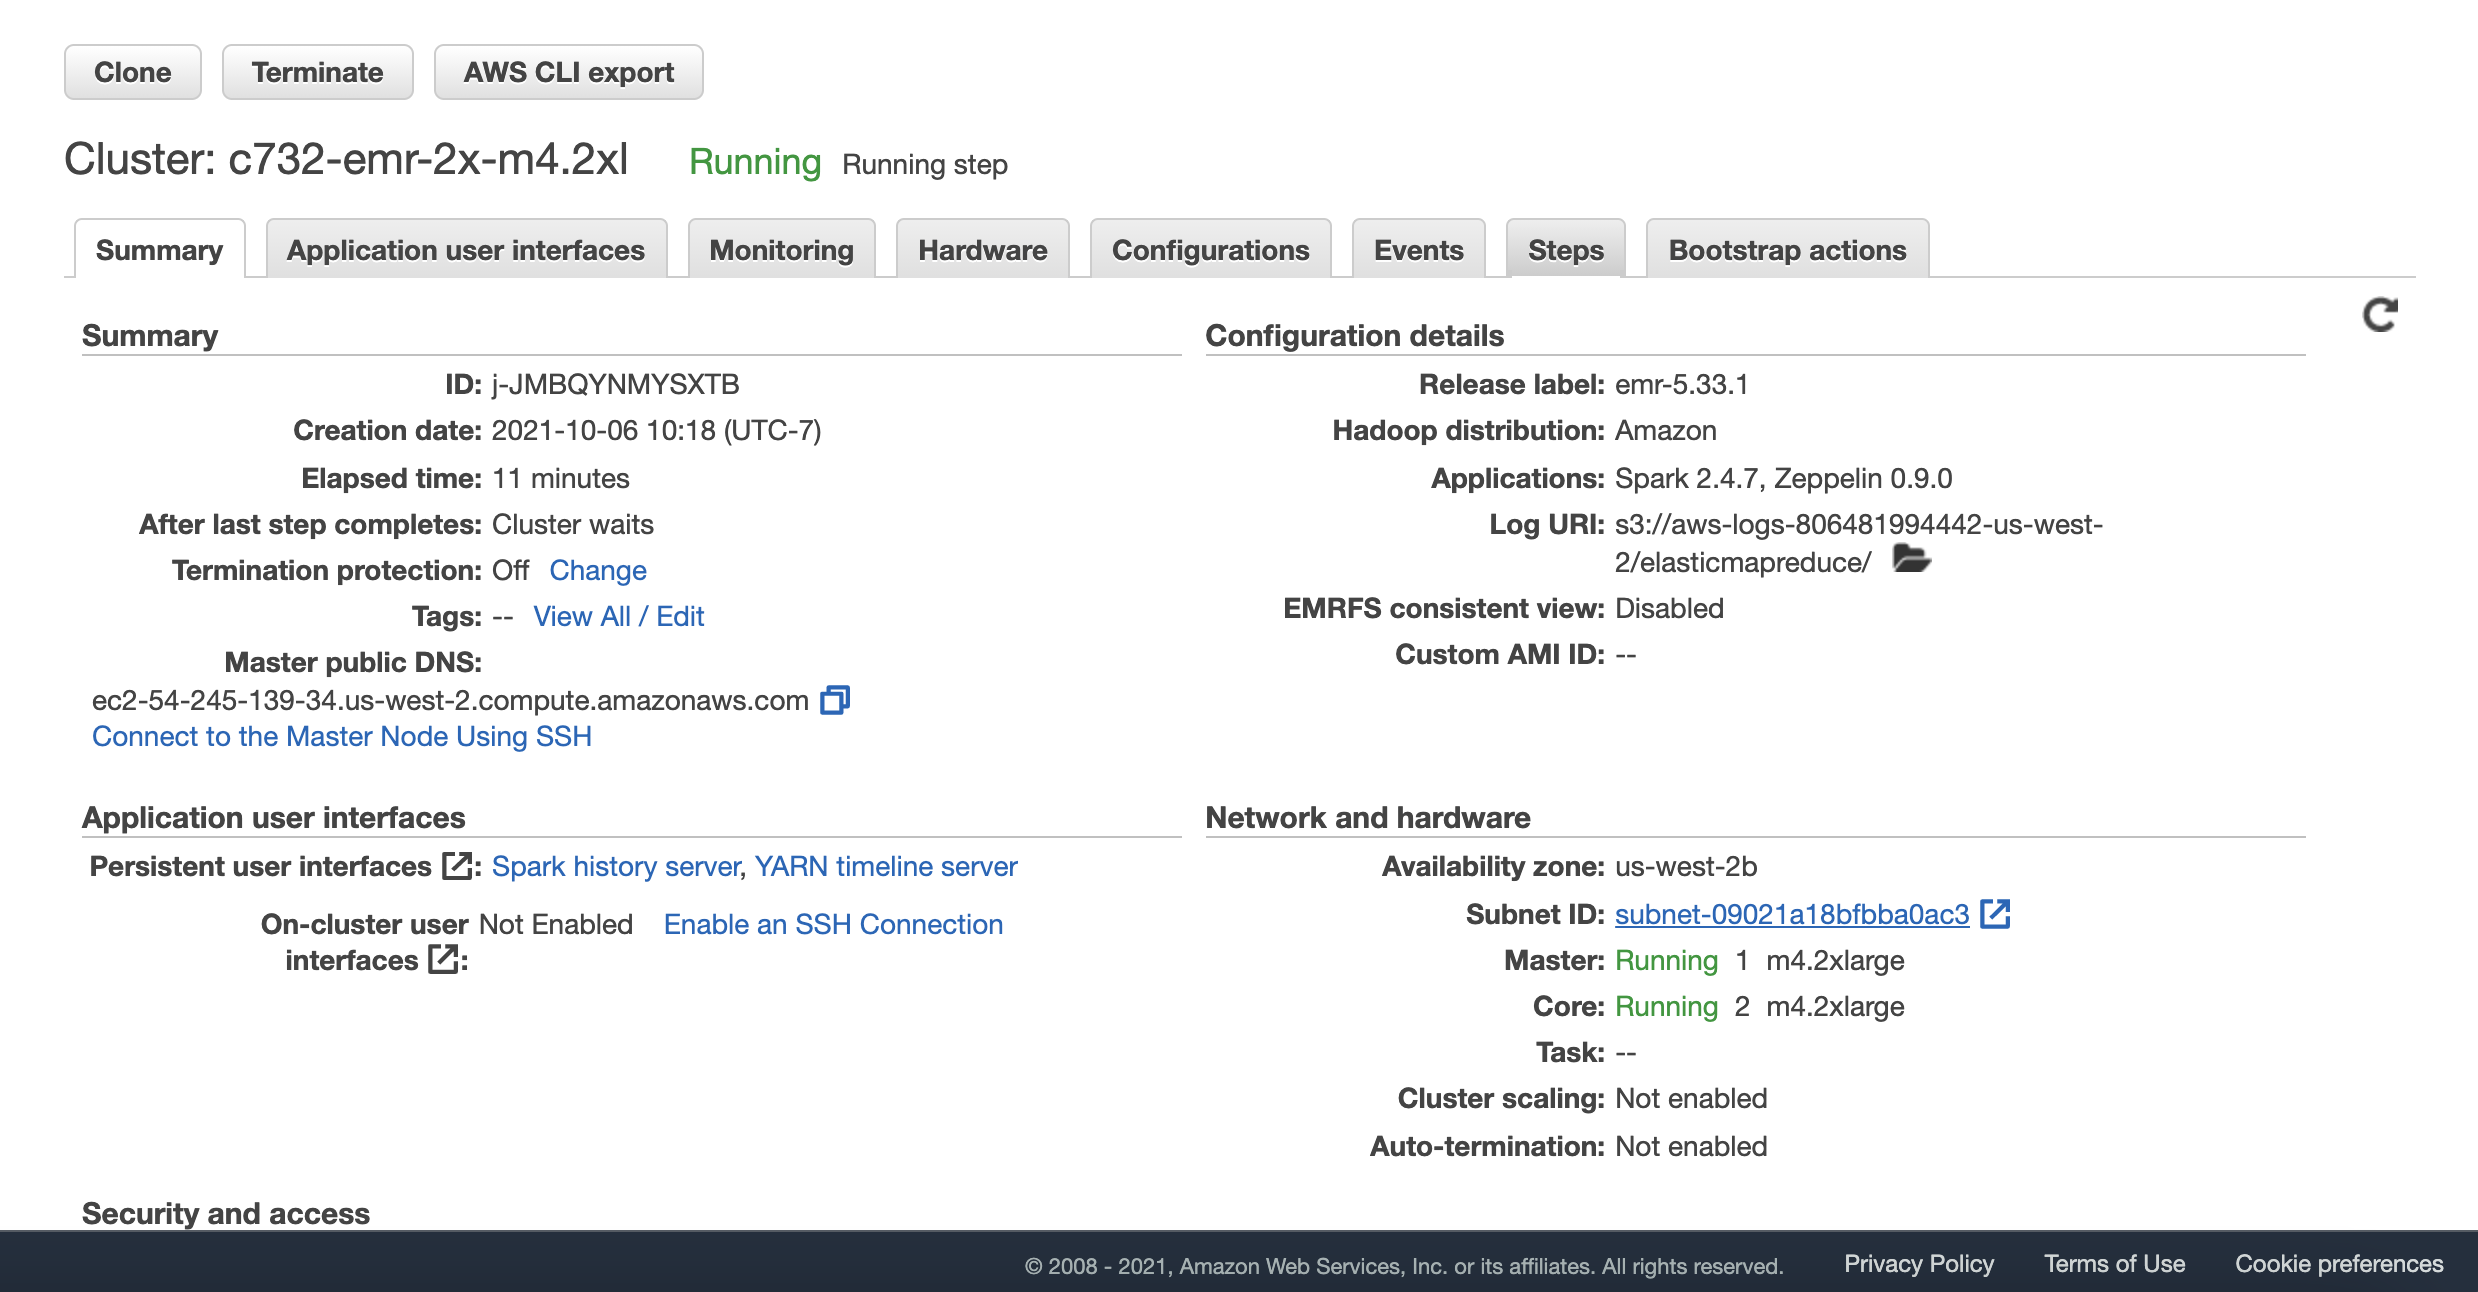 Clone Terminate AWS CLI export
Cluster: c732-emr-2x-m4.2xl Running Running step
Summary Application user interfaces Monitoring Hardware Configurations Events Steps Bootstrap actions
Summary
ID: j-JMBQYNMYSXTB
Creation date: 2021-10-06 10:18 (UTC-7)
Elapsed time: 11 minutes
After last step completes: Cluster waits
Termination protection: Off Change
Tags: -- View All / Edit
Master public DNS:
ec2-54-245-139-34.us-west-2.compute.amazonaws.com
Connect to the Master Node Using SSH
Configuration details
Release label: emr-5.33.1
Hadoop distribution: Amazon
Applications: Spark 2.4.7, Zeppelin 0.9.0
Log URI: s3://aws-logs-806481994442-us-west-
2/elasticmapreduce/
EMRFS consistent view: Disabled
Custom AMI ID: --
Application user interfaces
Persistent user interfaces : Spark history server, YARN timeline server
On-cluster user Not Enabled Enable an SSH Connection
interfaces :
Network and hardware
Availability zone: us-west-2b
Subnet ID: subnet-09021a18bfbba0ac3
Master: Running 1 m4.2xlarge
Core: Running 2 m4.2xlarge
Task: --
Cluster scaling: Not enabled
Auto-termination: Not enabled
Security and access
© 2008 - 2021, Amazon Web Services, Inc. or its affiliates. All rights reserved. Privacy Policy Terms of Use Cookie preferences